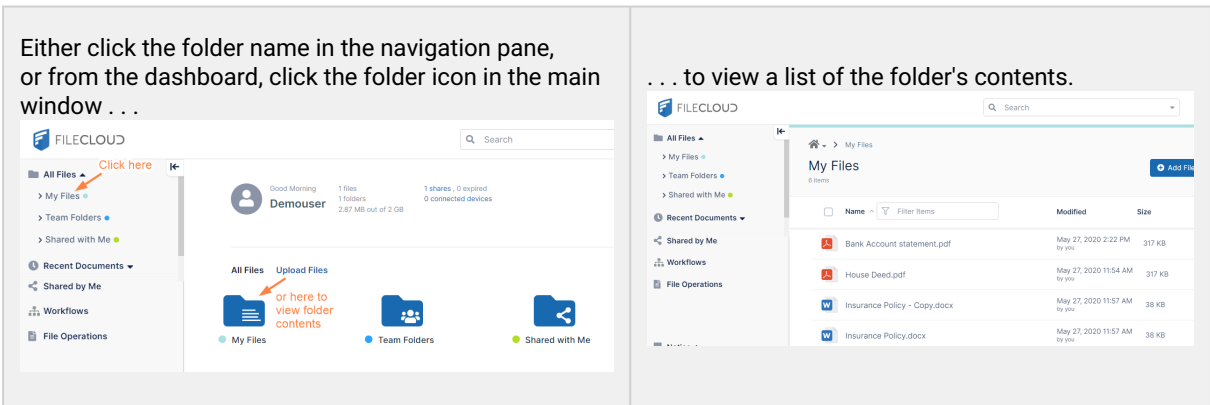 Either click the folder name in the navigation pane,
or from the dashboard, click the folder icon in the main
window . . .
FILECLOUD
Search
All Files
Click here
My Files
Team Folders
Shared with Me
Recent Documents
Shared by Me
Workflows
File Operations
Good Morning
Demouser
1 files
1 folders
2.87 MB out of 2 GB
1 shares , 0 expired
0 connected devices
All Files Upload Files
or here to
view folder
contents
My Files
Team Folders
Shared with Me
. . . to view a list of the folder's contents.
FILECLOUD
Search
All Files
My Files
Team Folders
Shared with Me
Recent Documents
Shared by Me
Workflows
File Operations
My Files
My Files
6 items
Add File
Name Filter Items Modified Size
Bank Account statement.pdf May 27, 2020 2:22 PM 317 KB
by you
House Deed.pdf May 27, 2020 11:54 AM 317 KB
by you
W Insurance Policy - Copy.docx May 27, 2020 11:57 AM 38 KB
by you
W Insurance Policy.docx May 27, 2020 11:57 AM 38 KB
by you